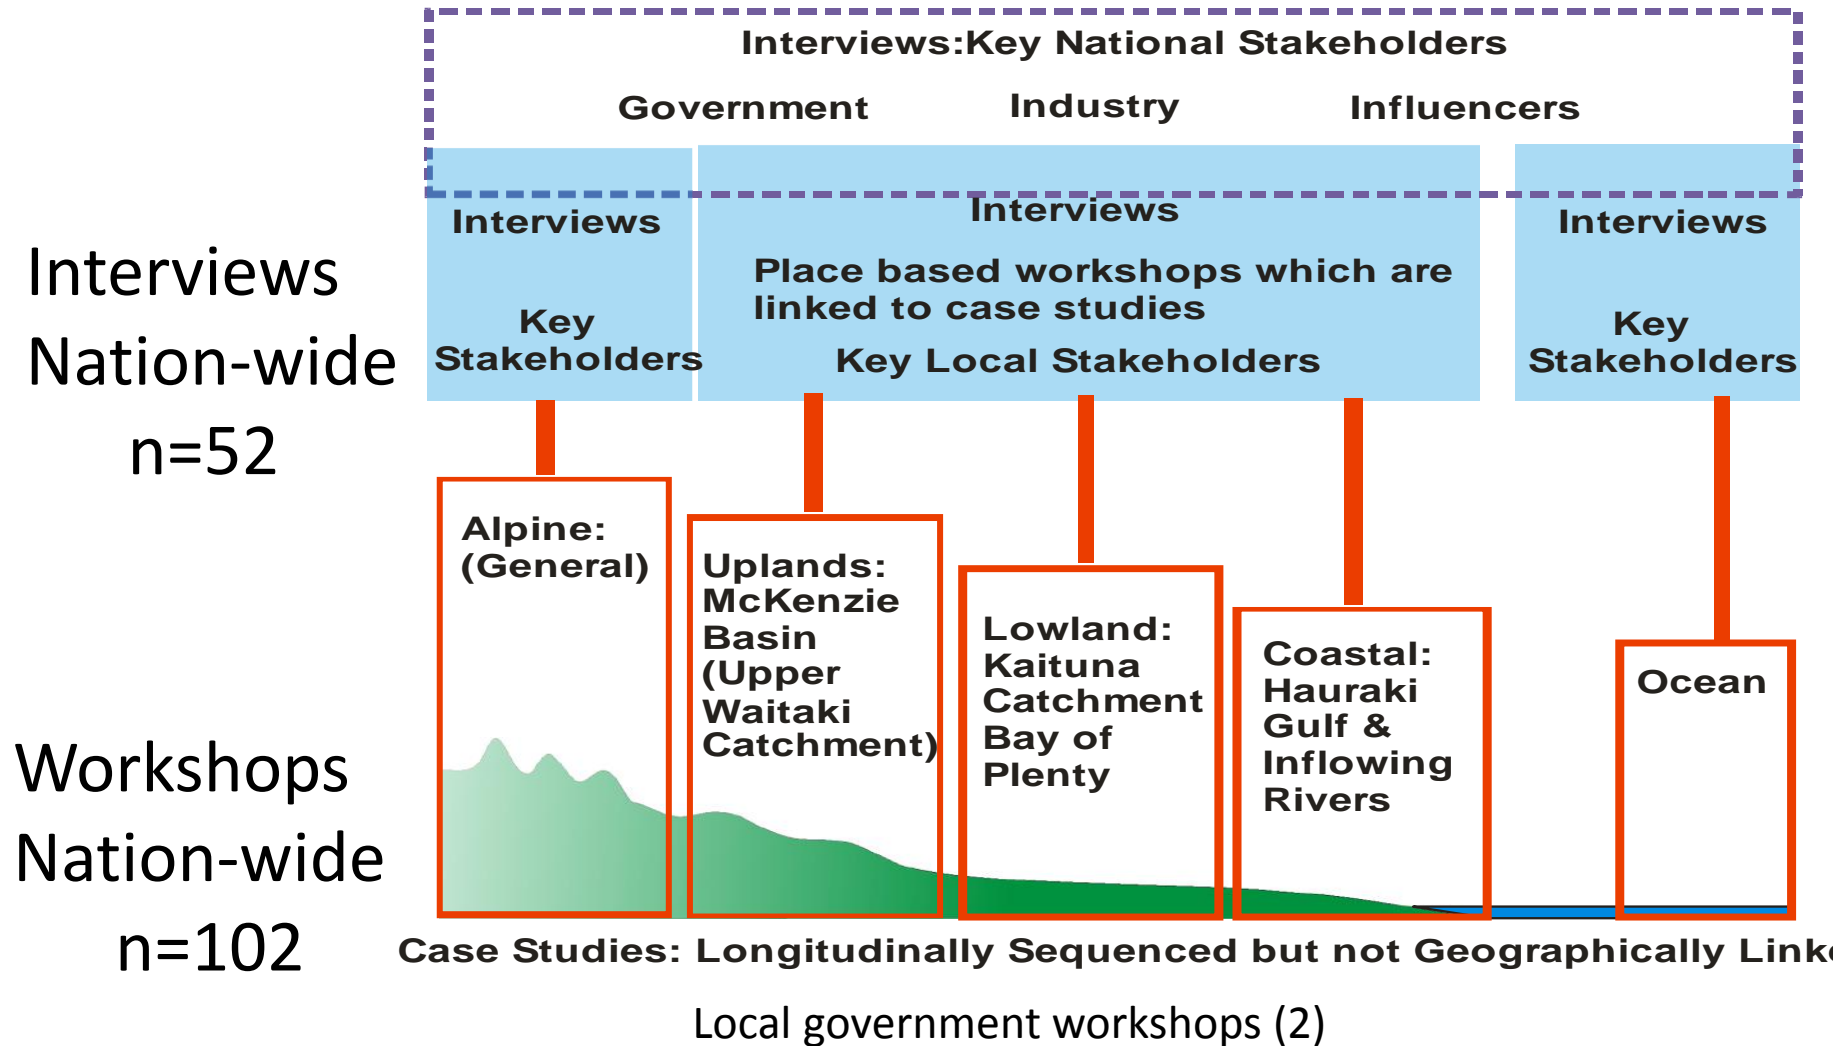 Interviews:Key National Stakeholders
Government Industry Influencers
Interviews
Nation-wide
n=52
Interviews
Key
Stakeholders
Interviews
Place based workshops which are
linked to case studies
Key Local Stakeholders
Interviews
Key
Stakeholders
Alpine:
(General)
Uplands:
McKenzie
Basin
(Upper
Waitaki
Catchment)
Lowland:
Kaituna
Catchment
Bay of
Plenty
Coastal:
Hauraki
Gulf &
Inflowing
Rivers
Ocean
Workshops
Nation-wide
n=102
Case Studies: Longitudinally Sequenced but not Geographically Linke
Local government workshops (2)